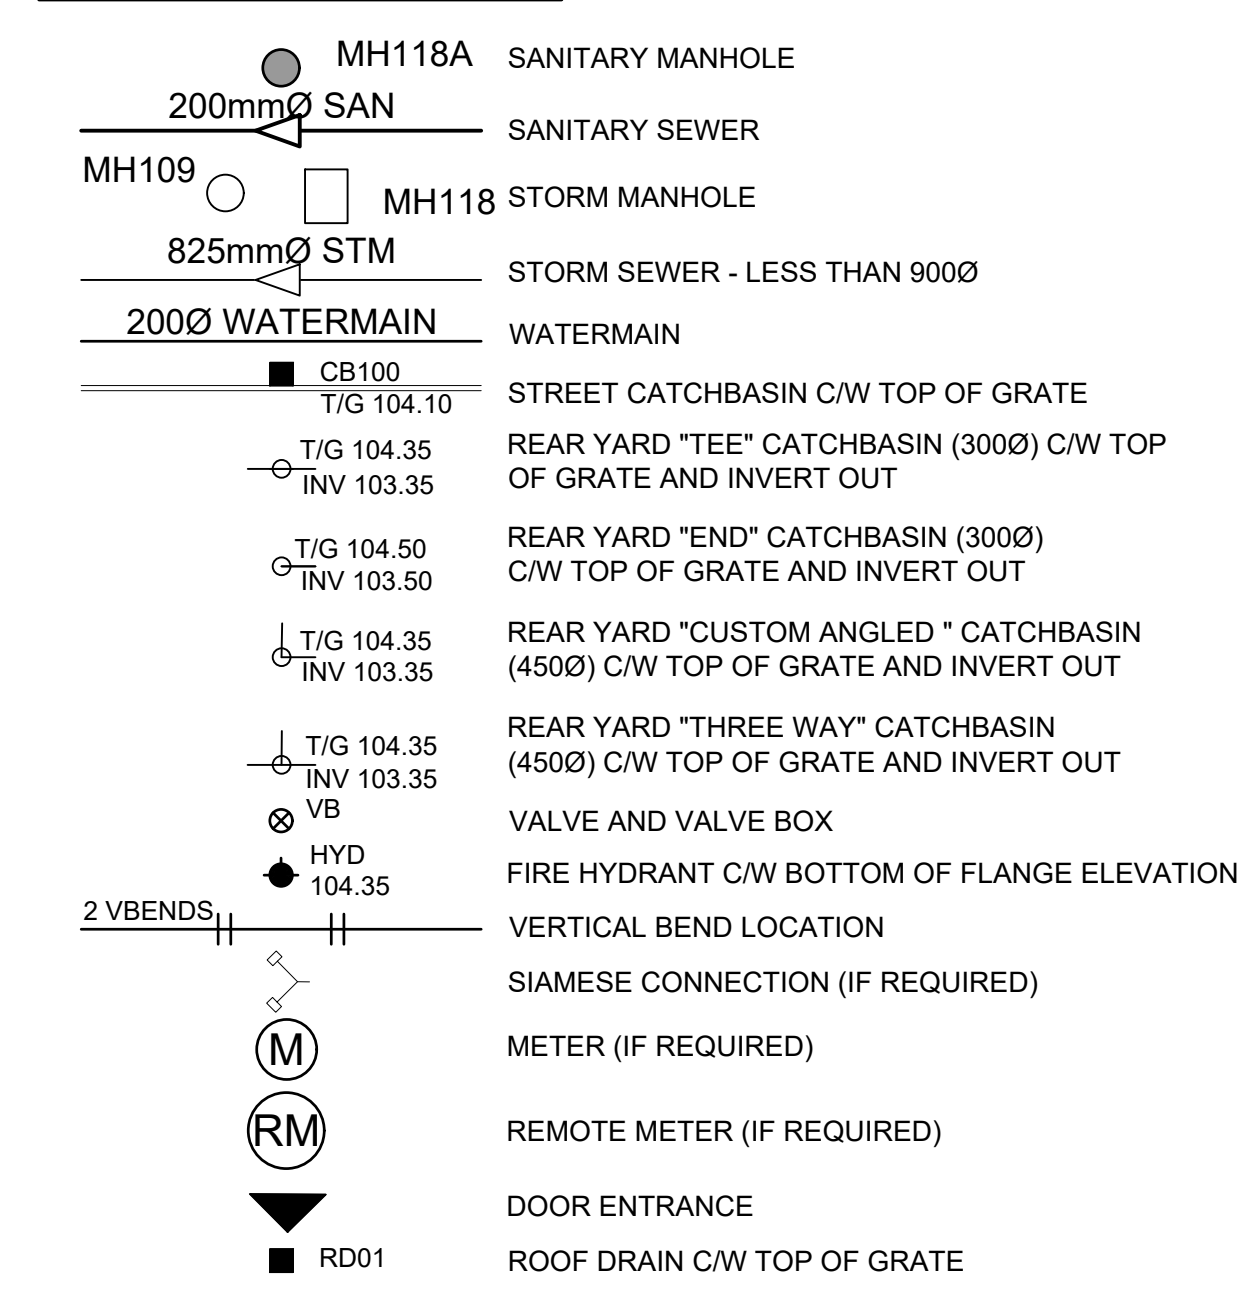 MH118A SANITARY MANHOLE
200mmØ SAN
SANITARY SEWER
MH109
MH118 STORM MANHOLE
825mmØ STM
STORM SEWER - LESS THAN 900Ø
200Ø WATERMAIN
WATERMAIN
CB100
T/G 104.10
STREET CATCHBASIN C/W TOP OF GRATE
T/G 104.35
INV 103.35
REAR YARD "TEE" CATCHBASIN (300Ø) C/W TOP
OF GRATE AND INVERT OUT
T/G 104.50
INV 103.50
REAR YARD "END" CATCHBASIN (300Ø)
C/W TOP OF GRATE AND INVERT OUT
T/G 104.35
INV 103.35
REAR YARD "CUSTOM ANGLED " CATCHBASIN
(450Ø) C/W TOP OF GRATE AND INVERT OUT
T/G 104.35
INV 103.35
REAR YARD "THREE WAY" CATCHBASIN
(450Ø) C/W TOP OF GRATE AND INVERT OUT
VB
VALVE AND VALVE BOX
HYD
104.35
FIRE HYDRANT C/W BOTTOM OF FLANGE ELEVATION
2 VBENDS
VERTICAL BEND LOCATION
SIAMESE CONNECTION (IF REQUIRED)
M METER (IF REQUIRED)
RM REMOTE METER (IF REQUIRED)
DOOR ENTRANCE
RD01 ROOF DRAIN C/W TOP OF GRATE